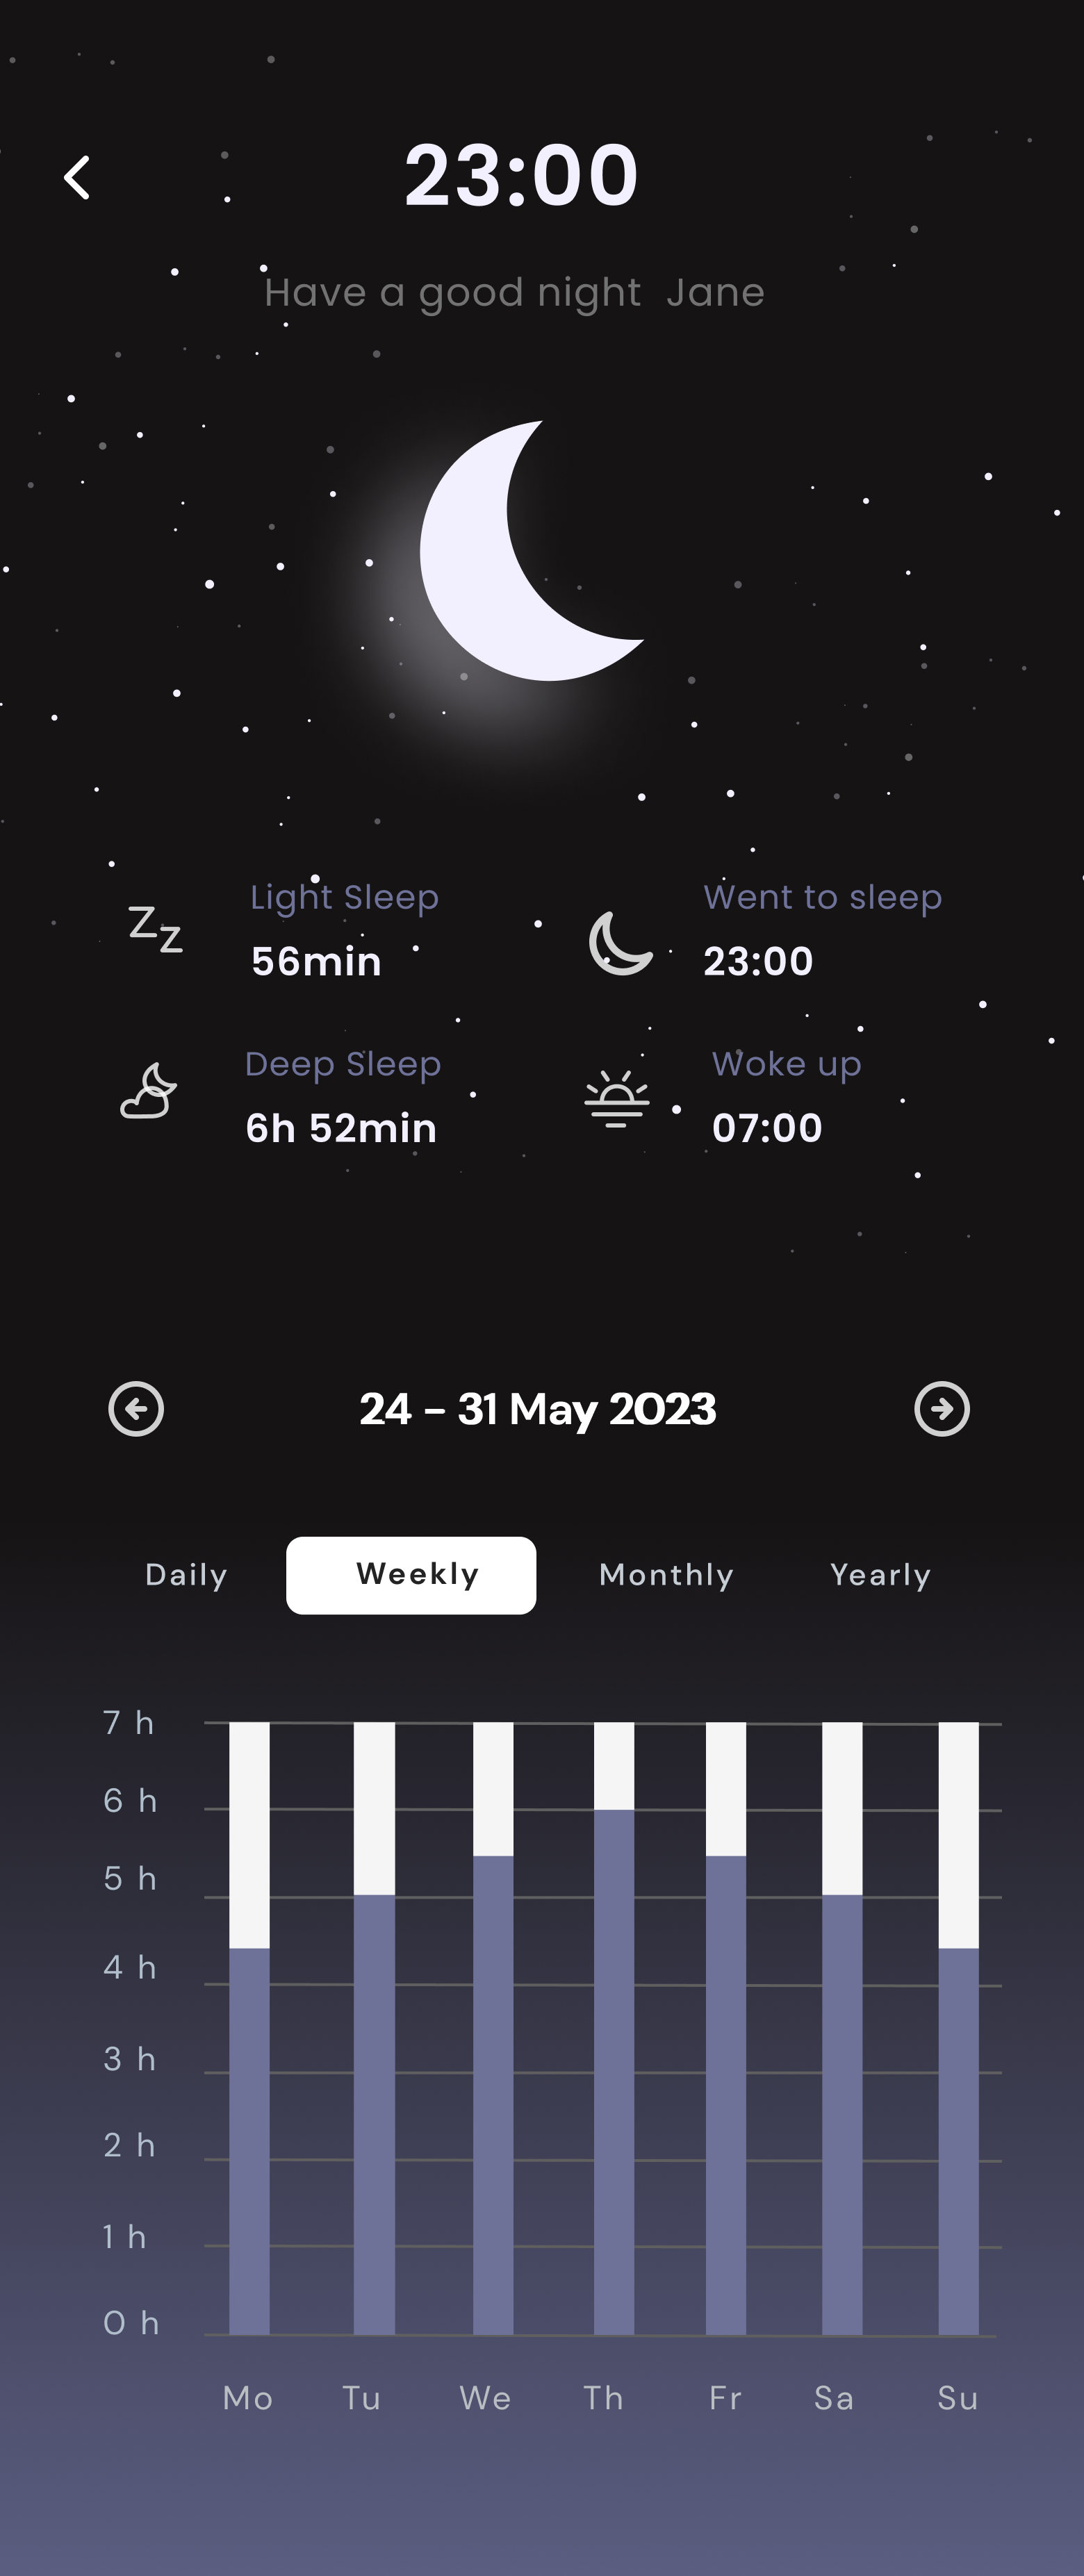 23:00
Have a good night Jane
Light Sleep
56min
Went to sleep
23:00
Deep Sleep
6h 52min
Woke up
07:00
24 – 31 May 2023
Daily Weekly Monthly Yearly
7 h
6 h
5 h
4 h
3 h
2 h
1 h
0 h
Mo Tu We Th Fr Sa Su